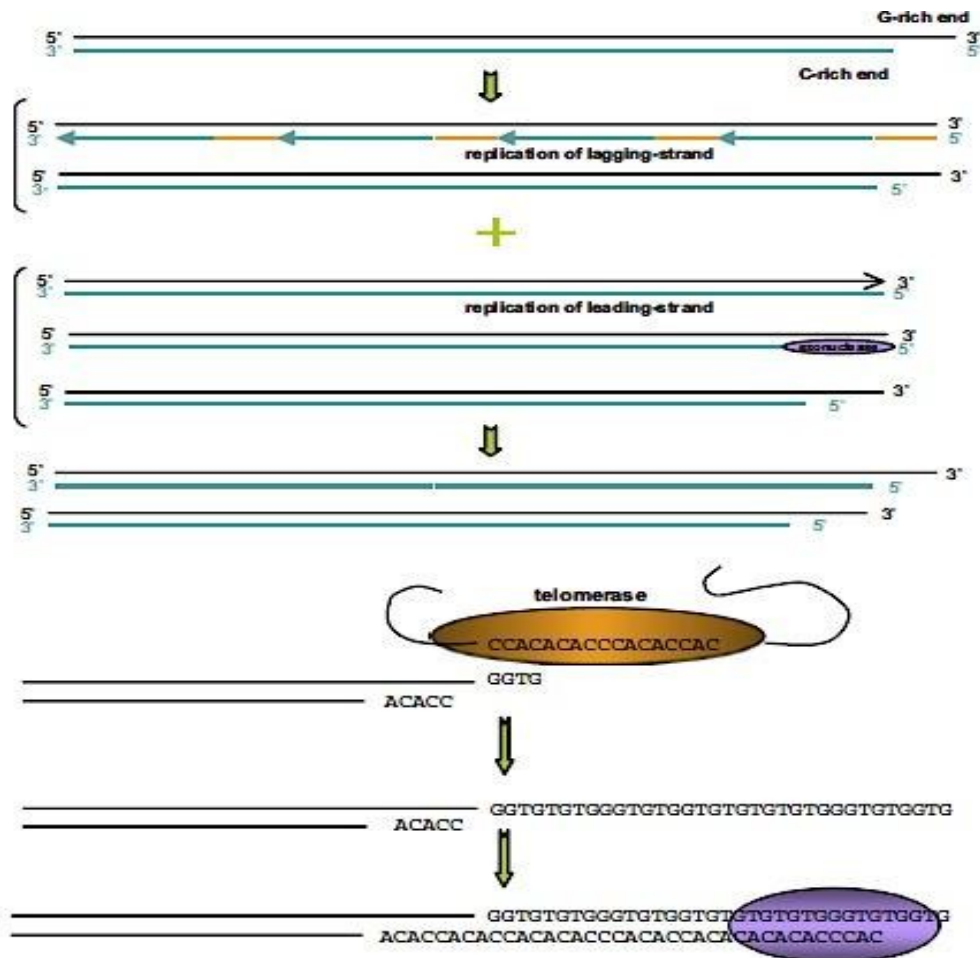 G-rich end
5' 3'
3' 5'
C-rich end
5' 3'
3' 5'
replication of lagging-strand
5' 3'
3' 5'
+
5' 3'
3' 5'
replication of leading-strand
5' 3'
3' exonuclease 5'
5' 3'
3' 5'
5' 3'
3' 5'
5' 3'
3' 5'
telomerase
CCACACACCCACACCAC
GGTG
ACACC
GGTGTGTGGGTGTGGTGTGTGTGTGGGTGTGGTG
ACACC
GGTGTGTGGGTGTGGTGTGTGTGTGGGTGTGGTG
ACACCACACCACACACCCACACCACACACACACCCAC